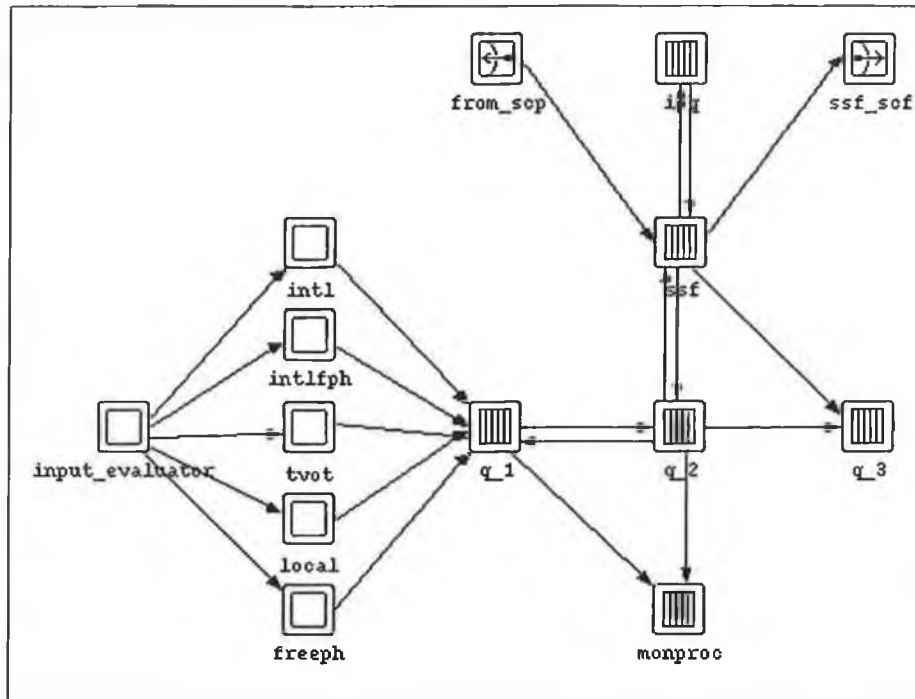 from_scp
ssf_scf
intl
ssf
intlfph
input_evaluator
tvot
q_1
q_2
q_3
local
freeph
monproc